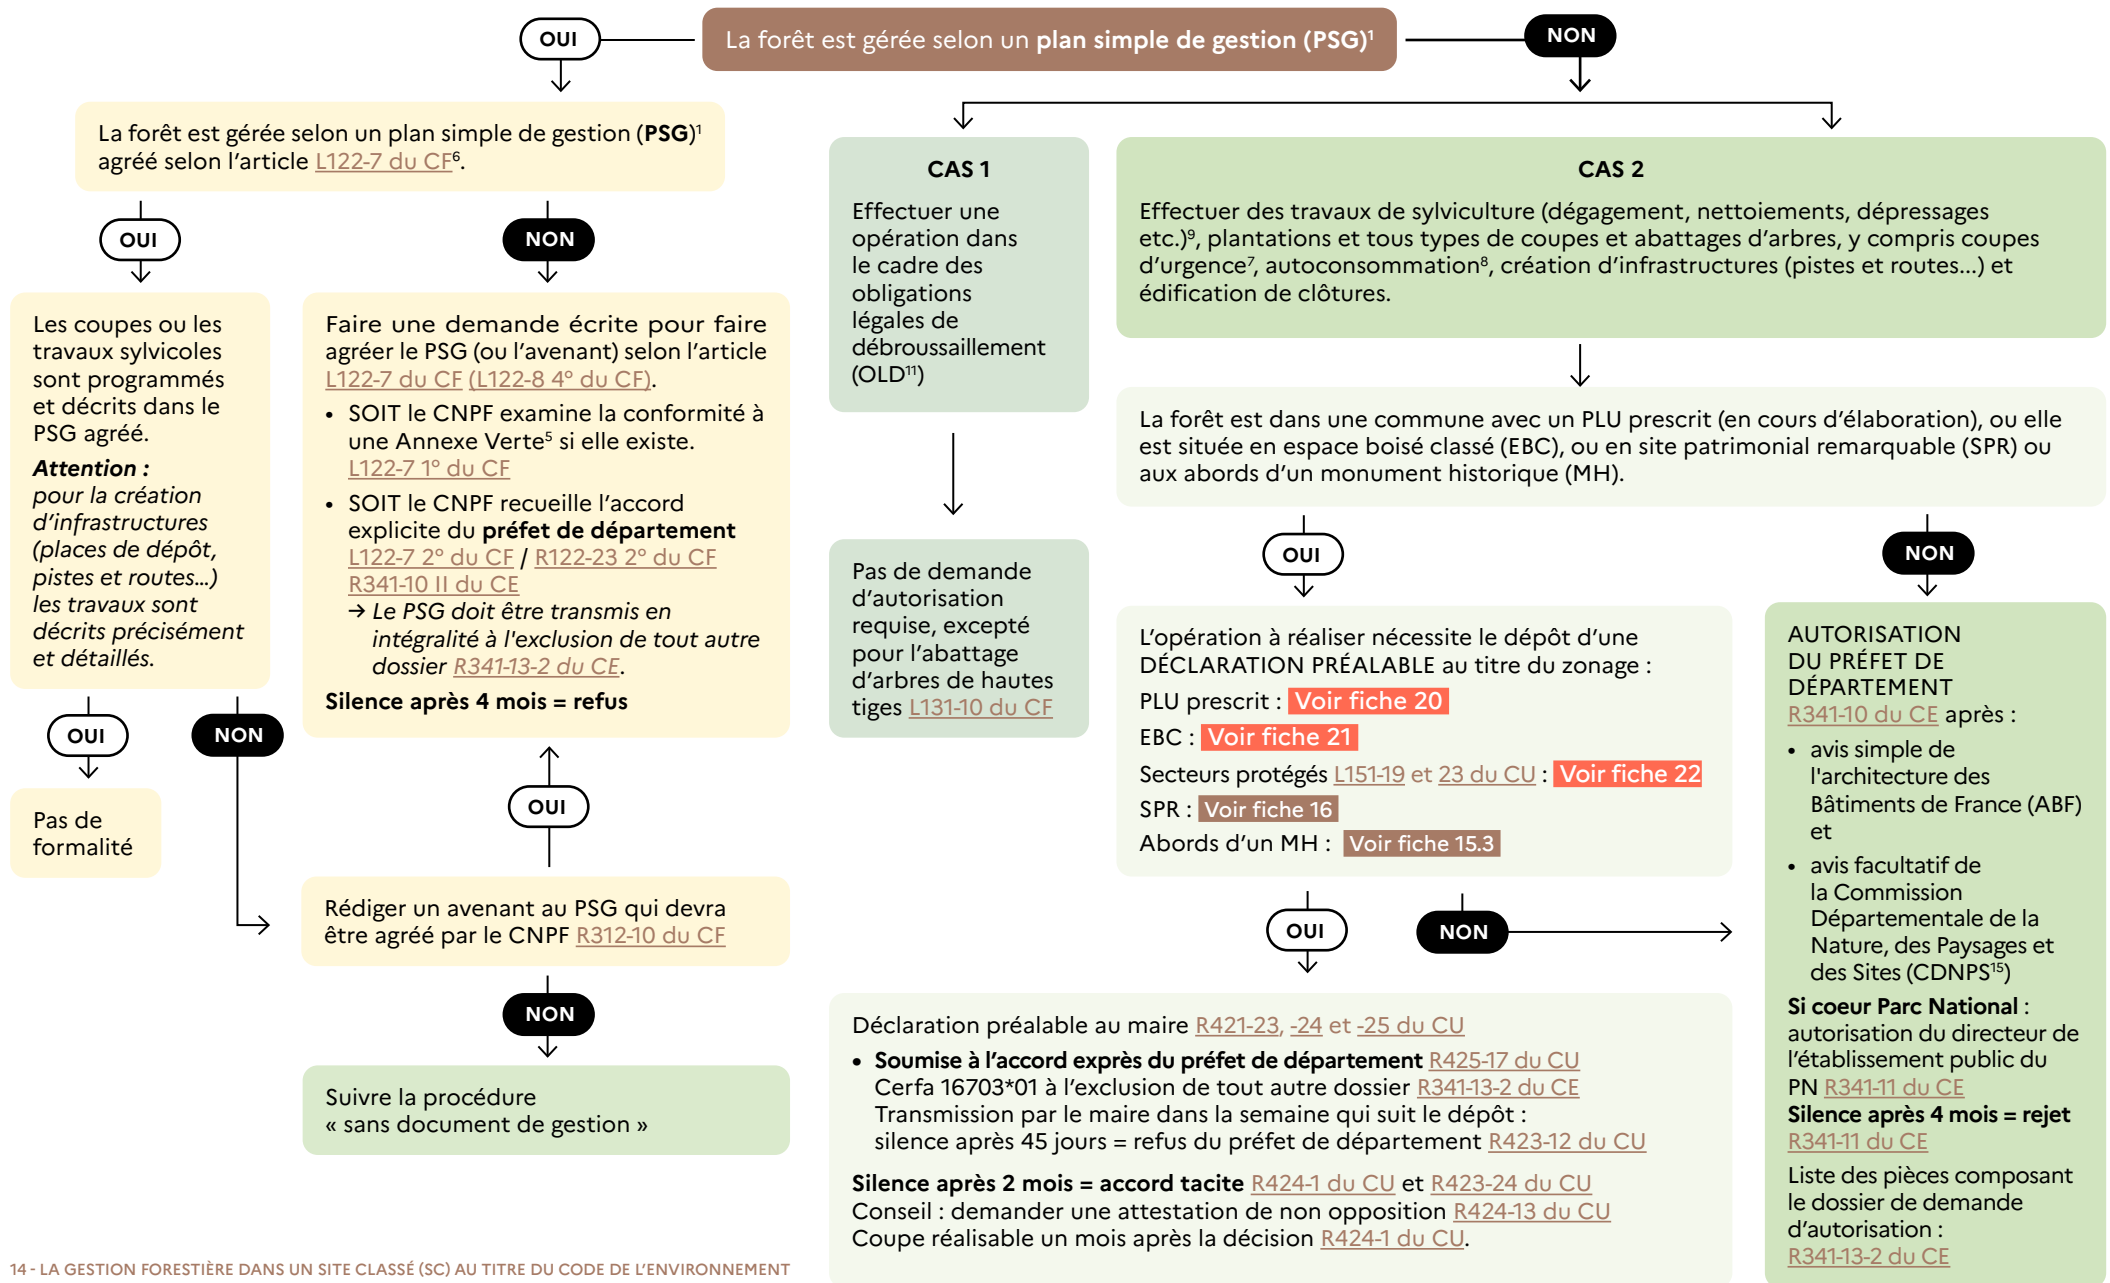 La forêt est gérée selon un plan simple de gestion (PSG)¹
OUI
NON
La forêt est gérée selon un plan simple de gestion (PSG)¹
agréé selon l'article L122-7 du CF⁶.
OUI
NON
Les coupes ou les
travaux sylvicoles
sont programmés
et décrits dans le
PSG agréé.
Attention :
pour la création
d'infrastructures
(places de dépôt,
pistes et routes…)
les travaux sont
décrits précisément
et détaillés.
OUI
NON
Pas de
formalité
Faire une demande écrite pour faire
agréer le PSG (ou l'avenant) selon l'article
L122-7 du CF (L122-8 4° du CF).
• SOIT le CNPF examine la conformité à
une Annexe Verte⁵ si elle existe.
L122-7 1° du CF
• SOIT le CNPF recueille l'accord
explicite du préfet de département
L122-7 2° du CF / R122-23 2° du CF
R341-10 II du CE
→ Le PSG doit être transmis en
intégralité à l'exclusion de tout autre
dossier R341-13-2 du CE.
Silence après 4 mois = refus
OUI
Rédiger un avenant au PSG qui devra
être agréé par le CNPF R312-10 du CF
NON
Suivre la procédure
« sans document de gestion »
CAS 1
Effectuer une
opération dans
le cadre des
obligations
légales de
débroussaillement
(OLD¹¹)
Pas de demande
d'autorisation
requise, excepté
pour l'abattage
d'arbres de hautes
tiges L131-10 du CF
CAS 2
Effectuer des travaux de sylviculture (dégagement, nettoiements, dépressages
etc.)⁹, plantations et tous types de coupes et abattages d'arbres, y compris coupes
d'urgence⁷, autoconsommation⁸, création d'infrastructures (pistes et routes...) et
édification de clôtures.
La forêt est dans une commune avec un PLU prescrit (en cours d'élaboration), ou elle
est située en espace boisé classé (EBC), ou en site patrimonial remarquable (SPR) ou
aux abords d'un monument historique (MH).
OUI
NON
L'opération à réaliser nécessite le dépôt d'une
DÉCLARATION PRÉALABLE au titre du zonage :
PLU prescrit : Voir fiche 20
EBC : Voir fiche 21
Secteurs protégés L151-19 et 23 du CU : Voir fiche 22
SPR : Voir fiche 16
Abords d'un MH : Voir fiche 15.3
OUI
NON
Déclaration préalable au maire R421-23, -24 et -25 du CU
• Soumise à l'accord exprès du préfet de département R425-17 du CU
Cerfa 16703*01 à l'exclusion de tout autre dossier R341-13-2 du CE
Transmission par le maire dans la semaine qui suit le dépôt :
silence après 45 jours = refus du préfet de département R423-12 du CU
Silence après 2 mois = accord tacite R424-1 du CU et R423-24 du CU
Conseil : demander une attestation de non opposition R424-13 du CU
Coupe réalisable un mois après la décision R424-1 du CU.
AUTORISATION
DU PRÉFET DE
DÉPARTEMENT
R341-10 du CE après :
• avis simple de
l'architecture des
Bâtiments de France (ABF)
et
• avis facultatif de
la Commission
Départementale de la
Nature, des Paysages et
des Sites (CDNPS¹⁵)
Si coeur Parc National :
autorisation du directeur de
l'établissement public du
PN R341-11 du CE
Silence après 4 mois = rejet
R341-11 du CE
Liste des pièces composant
le dossier de demande
d'autorisation :
R341-13-2 du CE
14 - LA GESTION FORESTIÈRE DANS UN SITE CLASSÉ (SC) AU TITRE DU CODE DE L'ENVIRONNEMENT